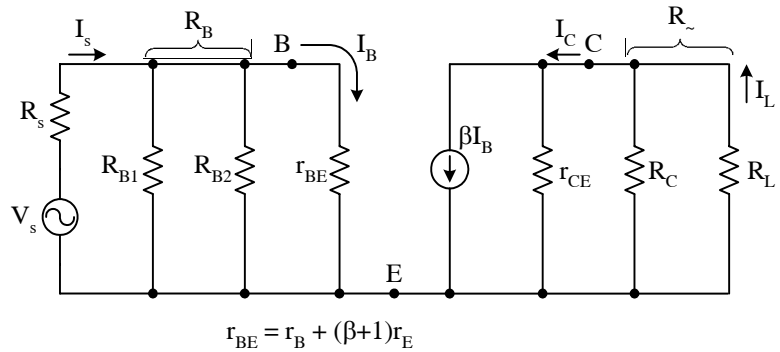 I_s
R_B
B
I_B
I_C
C
R_~
I_L
R_s
R_B1
R_B2
r_BE
βI_B
r_CE
R_C
R_L
V_s
E
r_BE = r_B + (β+1)r_E